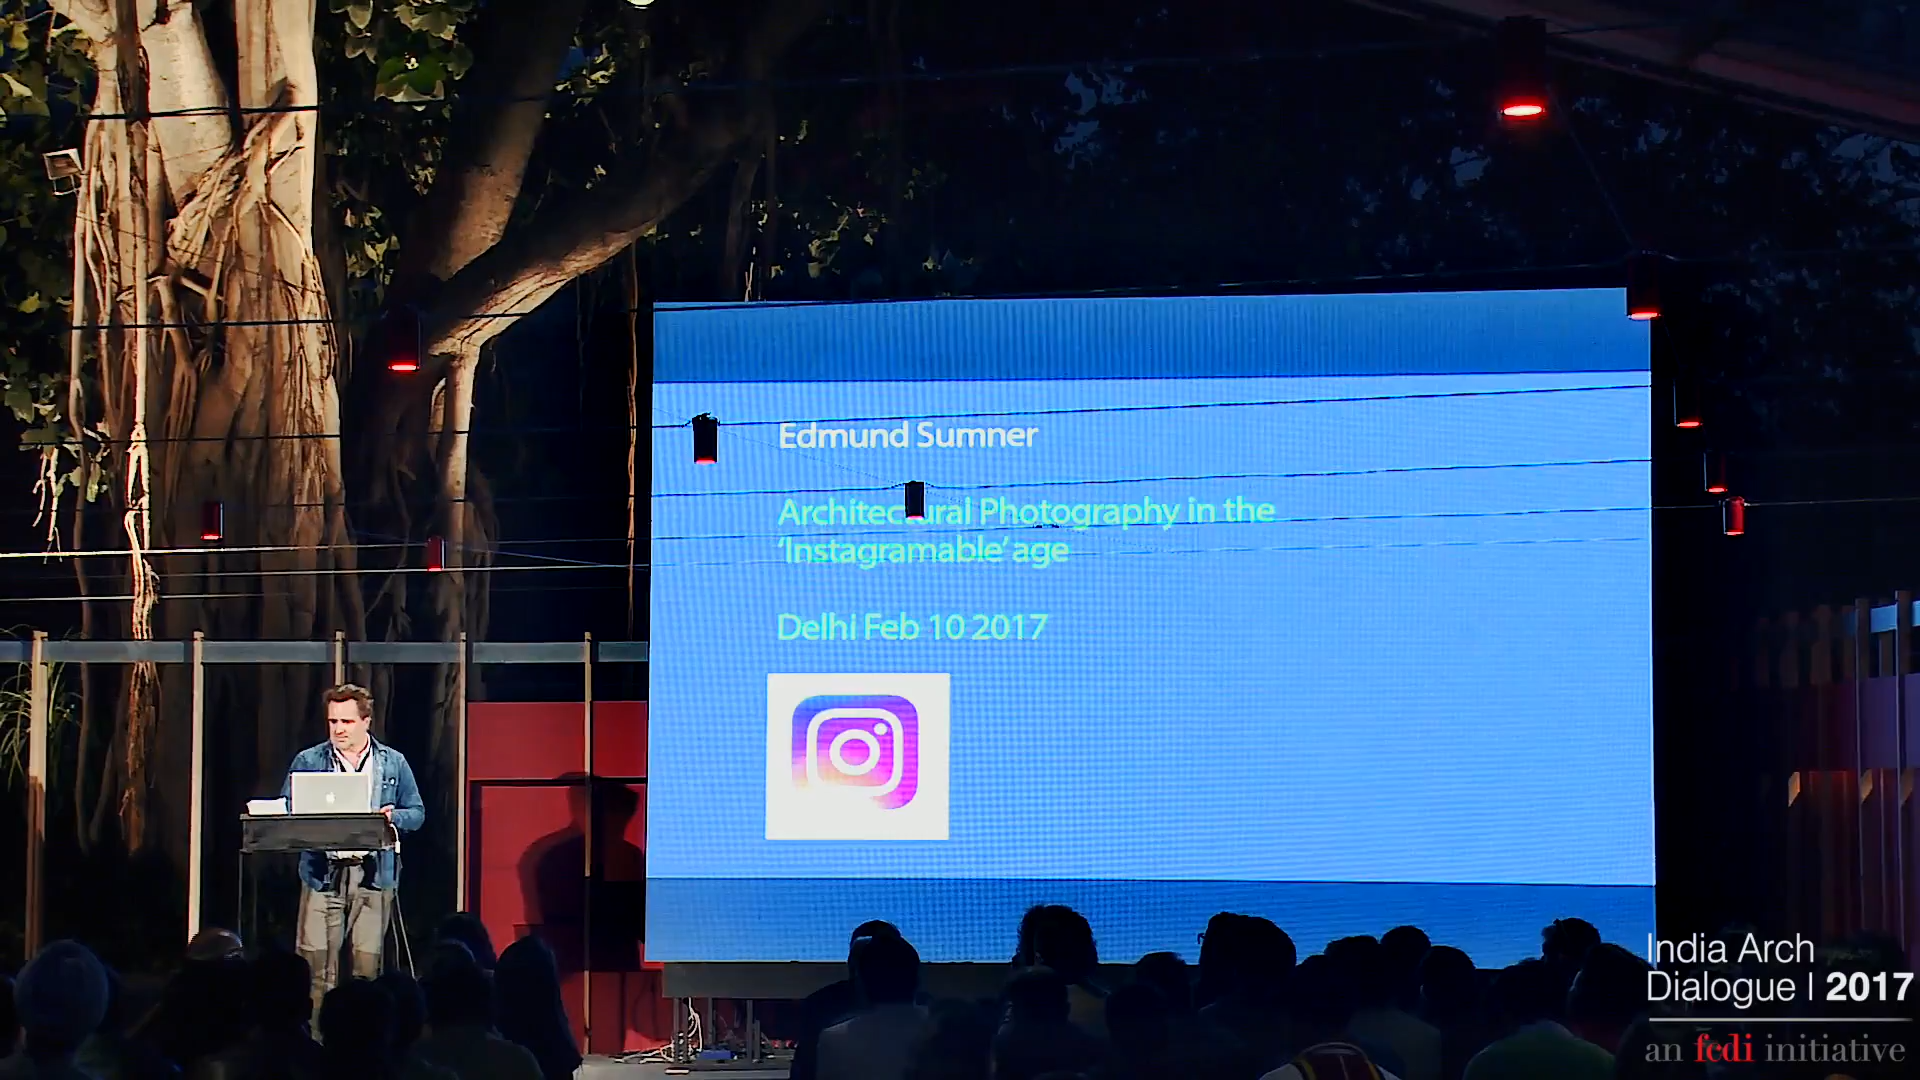 Edmund Sumner
Architectural Photography in the
‘Instagramable’ age
Delhi Feb 10 2017
India Arch
Dialogue | 2017
an fcdi initiative